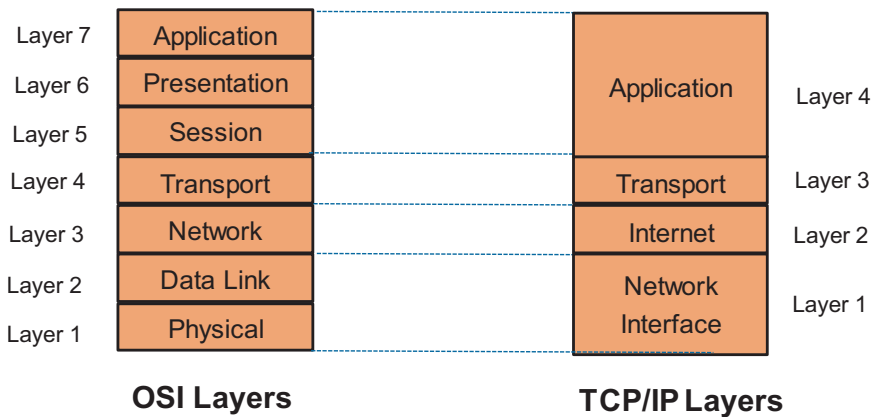 Layer 7 Application
Layer 6 Presentation
Layer 5 Session
Layer 4 Transport
Layer 3 Network
Layer 2 Data Link
Layer 1 Physical
OSI Layers
Application Layer 4
Transport Layer 3
Internet Layer 2
Network
Interface Layer 1
TCP/IP Layers